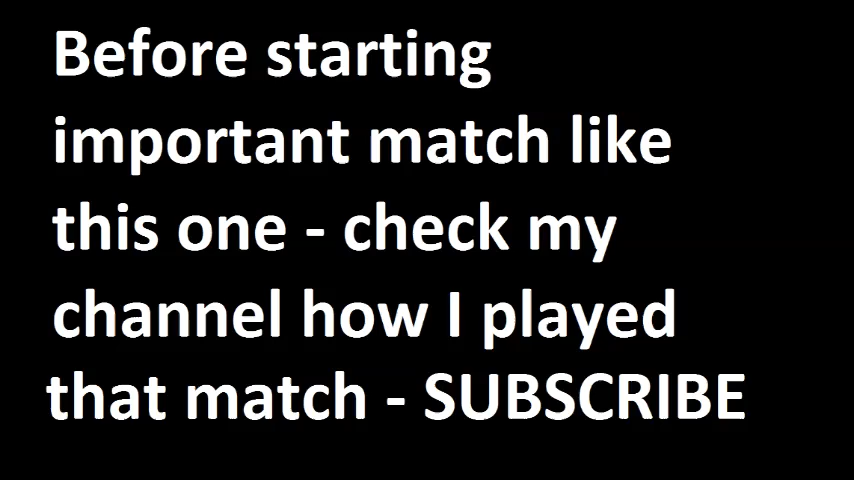 Before starting
important match like
this one - check my
channel how I played
that match - SUBSCRIBE